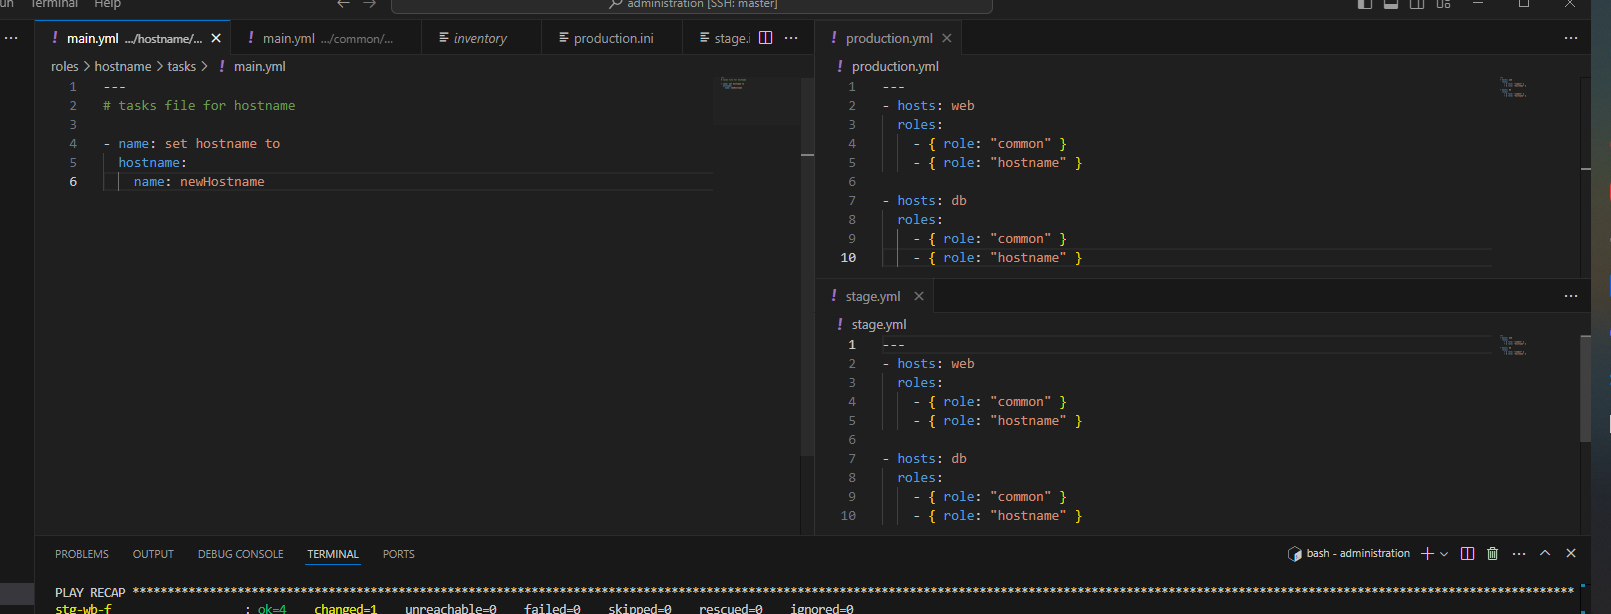 Terminal Help
administration [SSH: master]
main.yml .../hostname/...
main.yml .../common/...
inventory
production.ini
stage.i
roles > hostname > tasks > main.yml
1 ---
2 # tasks file for hostname
3
4 - name: set hostname to
5 hostname:
6 name: newHostname
production.yml
production.yml
1 ---
2 - hosts: web
3 roles:
4 - { role: "common" }
5 - { role: "hostname" }
6
7 - hosts: db
8 roles:
9 - { role: "common" }
10 - { role: "hostname" }
stage.yml
stage.yml
1 ---
2 - hosts: web
3 roles:
4 - { role: "common" }
5 - { role: "hostname" }
6
7 - hosts: db
8 roles:
9 - { role: "common" }
10 - { role: "hostname" }
PROBLEMS OUTPUT DEBUG CONSOLE TERMINAL PORTS
bash - administration
PLAY RECAP
stg-wb-f : ok=4 changed=1 unreachable=0 failed=0 skipped=0 rescued=0 ignored=0